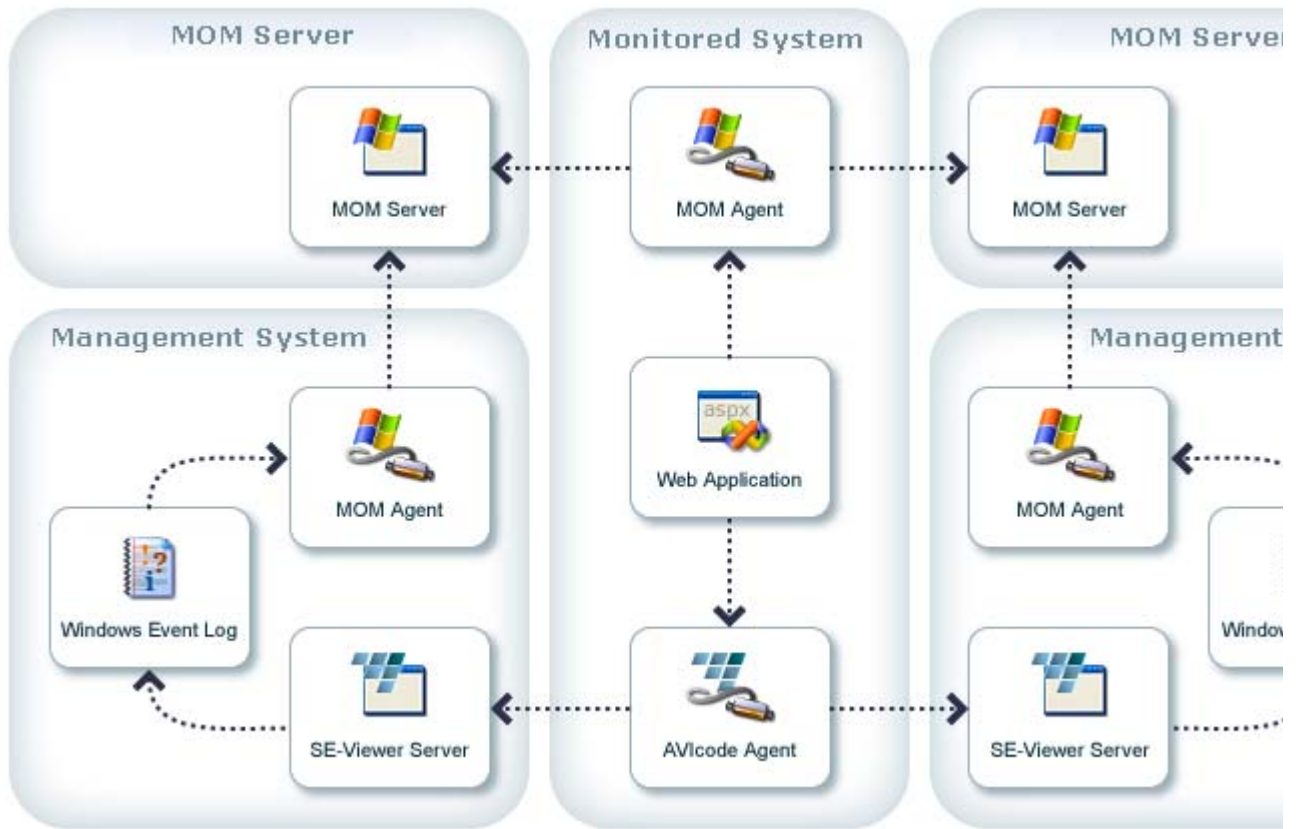 MOM Server
Monitored System
MOM Serve
MOM Server
MOM Agent
MOM Server
Management System
Management
aspx
MOM Agent
Web Application
MOM Agent
Windows Event Log
Windo
SE-Viewer Server
AVIcode Agent
SE-Viewer Server